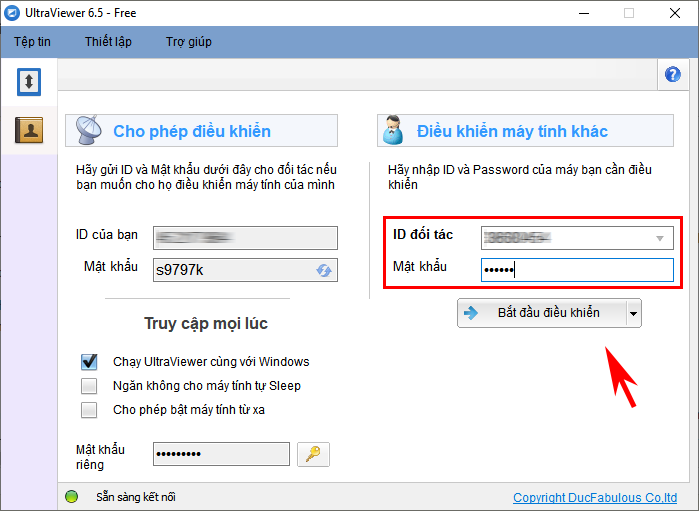 UltraViewer 6.5 - Free
Tệp tin Thiết lập Trợ giúp
Cho phép điều khiển
Hãy gửi ID và Mật khẩu dưới đây cho đối tác nếu
bạn muốn cho họ điều khiển máy tính của mình
ID của bạn
Mật khẩu s9797k
Truy cập mọi lúc
Chạy UltraViewer cùng với Windows
Ngăn không cho máy tính tự Sleep
Cho phép bật máy tính từ xa
Mật khẩu
riêng •••••••••
Điều khiển máy tính khác
Hãy nhập ID và Password của máy bạn cần điều
khiển
ID đối tác
Mật khẩu ••••••
Bắt đầu điều khiển
Sẵn sàng kết nối
Copyright DucFabulous Co,ltd